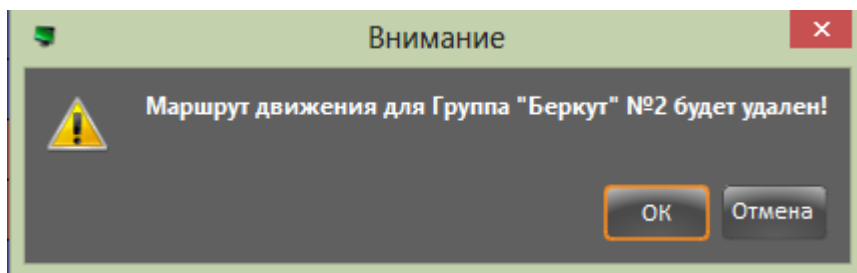 Внимание
Маршрут движения для Группа "Беркут" №2 будет удален!
ОК
Отмена